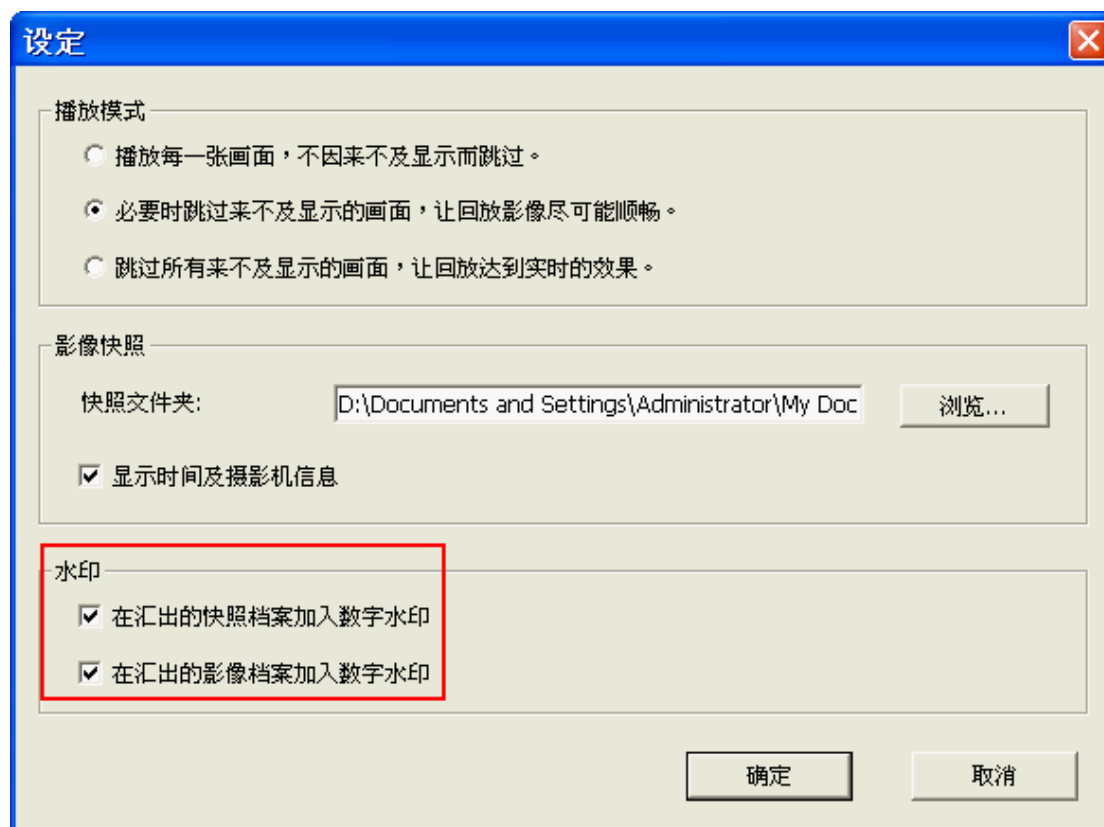 设定
播放模式
播放每一张画面，不因来不及显示而跳过。
必要时跳过来不及显示的画面，让回放影像尽可能顺畅。
跳过所有来不及显示的画面，让回放达到实时的效果。
影像快照
快照文件夹: D:\Documents and Settings\Administrator\My Doc 浏览...
显示时间及摄影机信息
水印
在汇出的快照档案加入数字水印
在汇出的影像档案加入数字水印
确定 取消